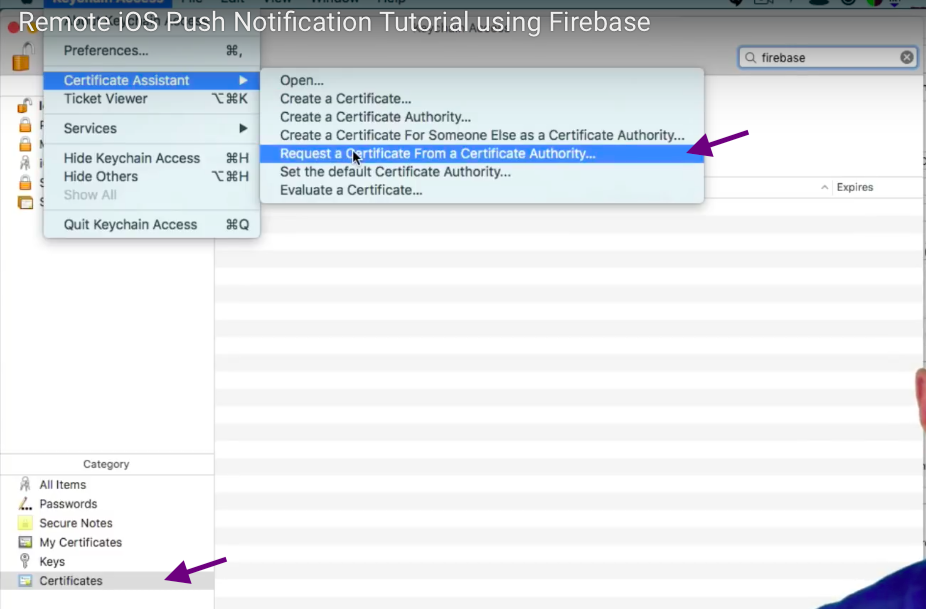 Remote iOS Push Notification Tutorial using Firebase
Preferences... ⌘,
Certificate Assistant ▶
Ticket Viewer ⌥⌘K
Services ▶
Hide Keychain Access ⌘H
Hide Others ⌥⌘H
Show All
Quit Keychain Access ⌘Q
Open...
Create a Certificate...
Create a Certificate Authority...
Create a Certificate For Someone Else as a Certificate Authority...
Request a Certificate From a Certificate Authority...
Set the default Certificate Authority...
Evaluate a Certificate...
firebase
Expires
Category
All Items
Passwords
Secure Notes
My Certificates
Keys
Certificates